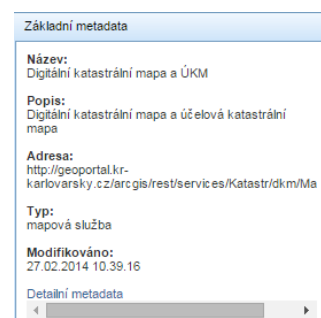 Základní metadata
Název:
Digitální katastrální mapa a ÚKM
Popis:
Digitální katastrální mapa a účelová katastrální
mapa
Adresa:
http://geoportal.kr-
karlovarsky.cz/arcgis/rest/services/Katastr/dkm/Ma
Typ:
mapová služba
Modifikováno:
27.02.2014 10.39.16
Detailní metadata